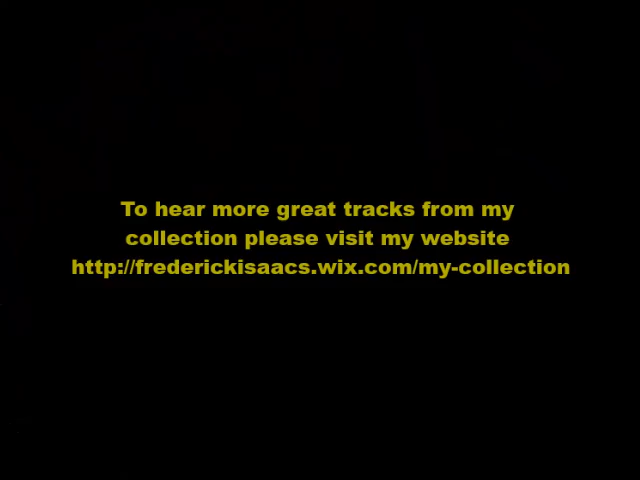 To hear more great tracks from my
collection please visit my website
http://frederickisaacs.wix.com/my-collection